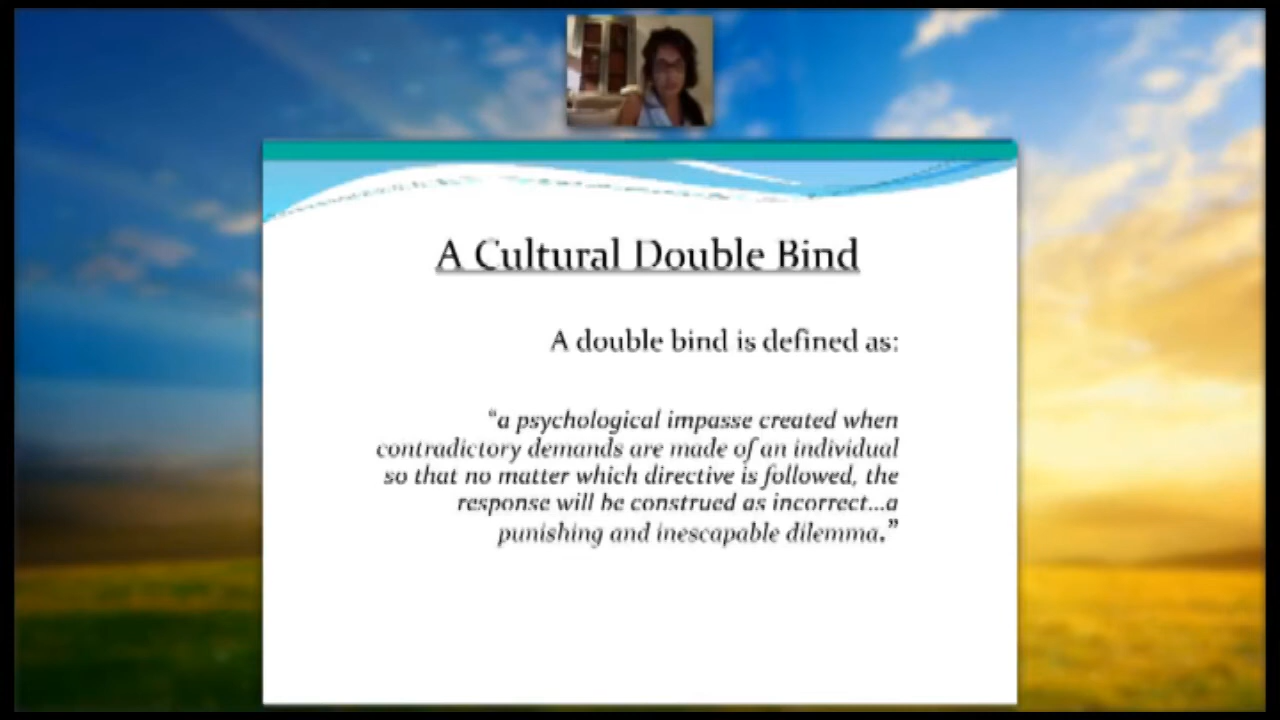 A Cultural Double Bind
A double bind is defined as:
“a psychological impasse created when
contradictory demands are made of an individual
so that no matter which directive is followed, the
response will be construed as incorrect...a
punishing and inescapable dilemma.”